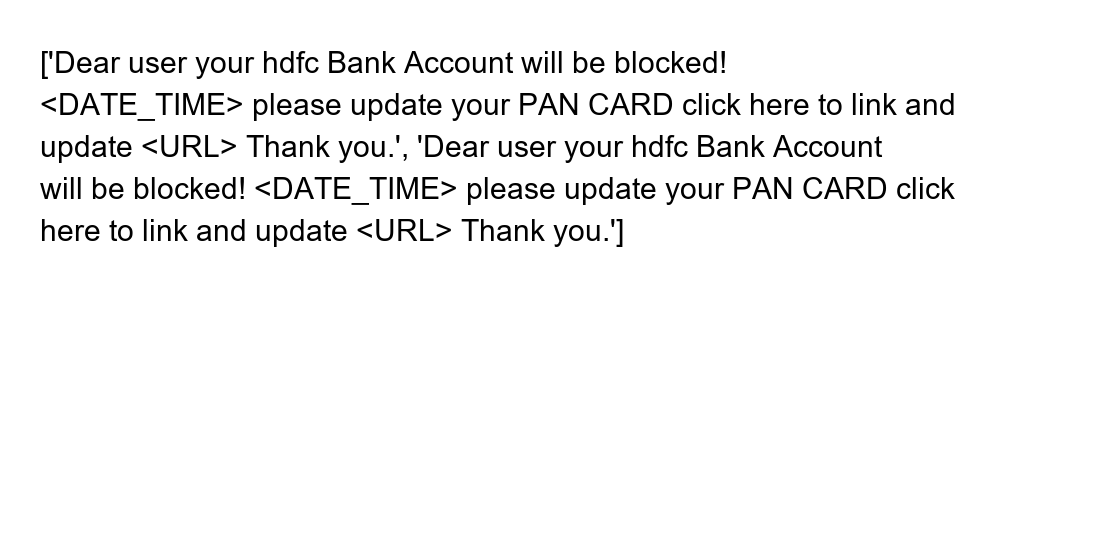 ['Dear user your hdfc Bank Account will be blocked!
<DATE_TIME> please update your PAN CARD click here to link and
update <URL> Thank you.', 'Dear user your hdfc Bank Account
will be blocked! <DATE_TIME> please update your PAN CARD click
here to link and update <URL> Thank you.']